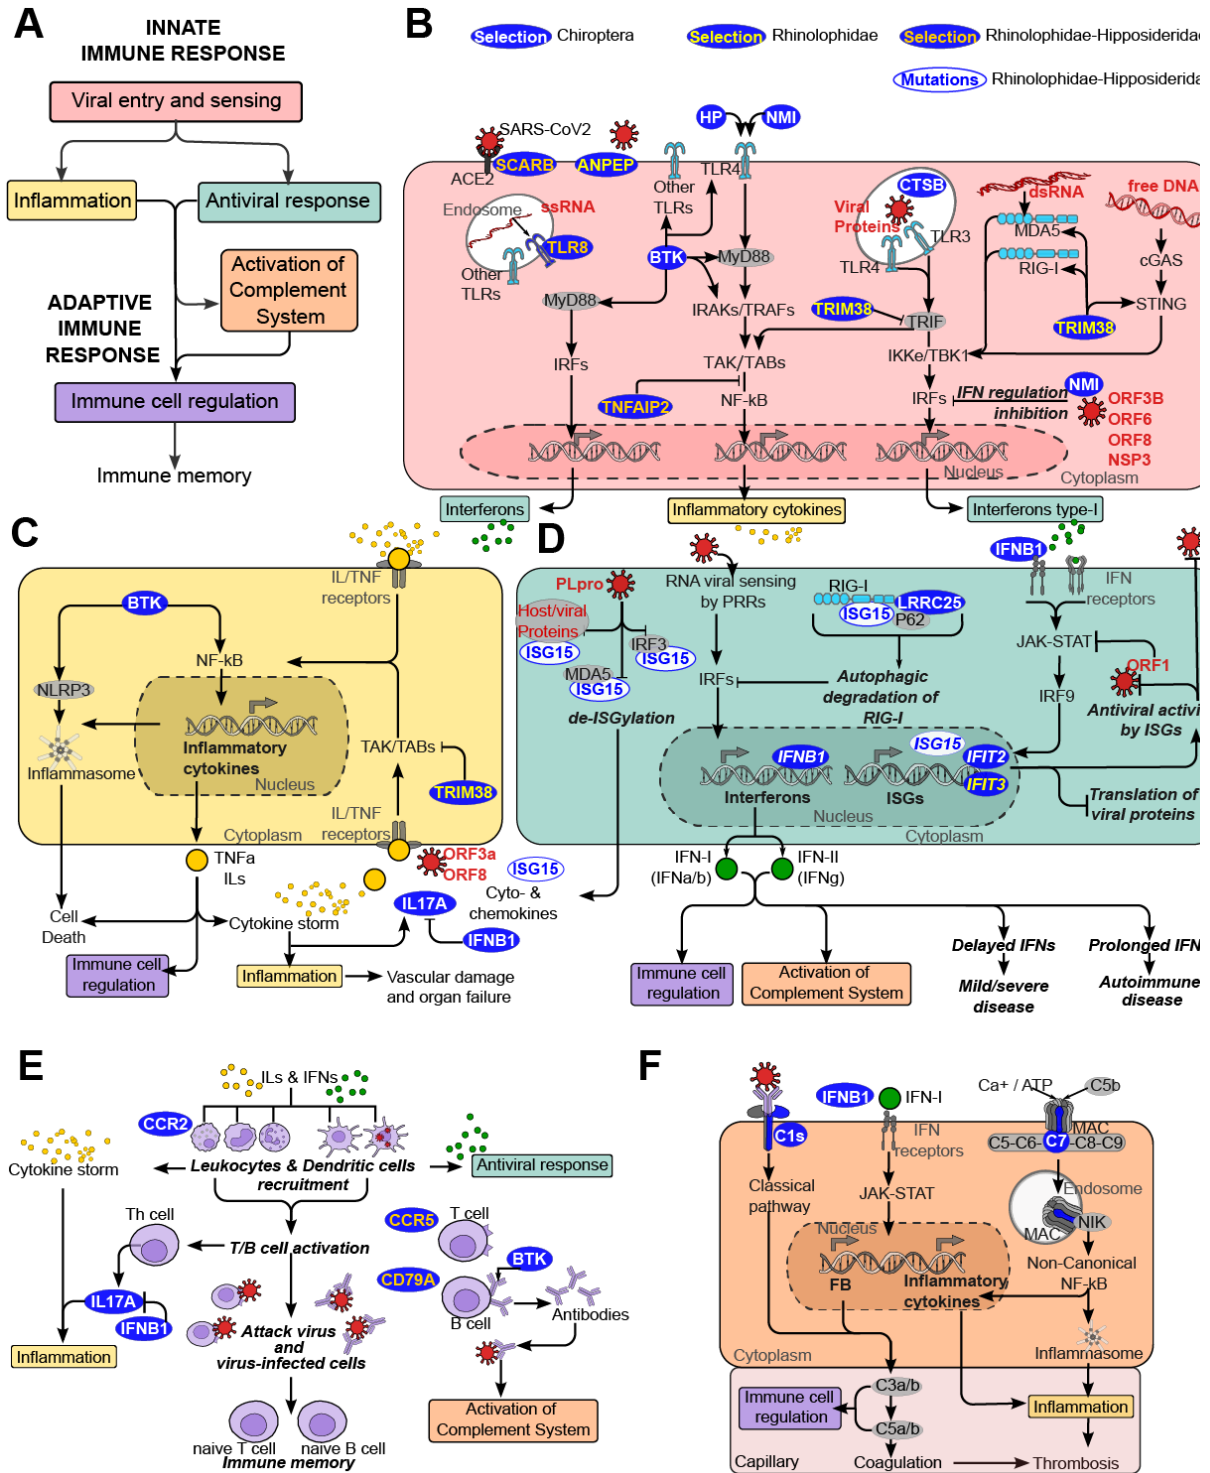 A
INNATE
IMMUNE RESPONSE
Viral entry and sensing
Inflammation
Antiviral response
Activation of
Complement
System
ADAPTIVE
IMMUNE
RESPONSE
Immune cell regulation
Immune memory
B
Selection Chiroptera
Selection Rhinolophidae
Selection Rhinolophidae-Hipposiderida
Mutations Rhinolophidae-Hipposiderida
SARS-CoV2
ACE2
SCARB
ANPEP
HP
NMI
TLR4
Other
TLRs
Endosome
ssRNA
TLR8
Other
TLRs
BTK
MyD88
MyD88
IRFs
IRAKs/TRAFs
TAK/TABs
TNFAIP2
NF-kB
CTSB
Viral
Proteins
TLR3
TLR4
TRIM38
TRIF
IKKe/TBK1
IRFs
dsRNA
MDA5
RIG-I
free DNA
cGAS
STING
TRIM38
IFN regulation
inhibition
NMI
ORF3B
ORF6
ORF8
NSP3
Nucleus
Cytoplasm
Interferons
Inflammatory cytokines
Interferons type-I
C
IL/TNF
receptors
BTK
NF-kB
NLRP3
Inflammasome
Inflammatory
cytokines
Nucleus
TAK/TABs
TRIM38
IL/TNF
receptors
Cytoplasm
TNFa
ILs
ORF3a
ORF8
Cell
Death
Cytokine storm
IL17A
IFNB1
Immune cell
regulation
Inflammation
Vascular damage
and organ failure
ISG15
Cyto- &
chemokines
D
PLpro
Host/viral
Proteins
ISG15
IRF3
ISG15
MDA5
ISG15
de-ISGylation
RNA viral sensing
by PRRs
IRFs
RIG-I
ISG15
LRRC25
P62
Autophagic
degradation of
RIG-I
IFNB1
IFN
receptors
JAK-STAT
ORF1
IRF9
Antiviral activi
by ISGs
IFNB1
Interferons
ISG15
IFIT2
IFIT3
ISGs
Nucleus
Cytoplasm
Translation of
viral proteins
IFN-I
(IFNa/b)
IFN-II
(IFNg)
Immune cell
regulation
Activation of
Complement System
Delayed IFNs
Mild/severe
disease
Prolonged IFN
Autoimmune
disease
E
ILs & IFNs
CCR2
Cytokine storm
Leukocytes & Dendritic cells
recruitment
Antiviral response
Th cell
T/B cell activation
CCR5
T cell
CD79A
BTK
B cell
Antibodies
IL17A
IFNB1
Inflammation
Attack virus
and
virus-infected cells
Activation of
Complement System
naive T cell
naive B cell
Immune memory
F
C1s
Classical
pathway
IFNB1
IFN-I
IFN
receptors
JAK-STAT
Ca+ / ATP
C5b
MAC
C5-C6-C7-C8-C9
Endosome
MAC
NIK
Non-Canonical
NF-kB
Nucleus
FB
Inflammatory
cytokines
Inflammasome
Cytoplasm
Immune cell
regulation
C3a/b
C5a/b
Inflammation
Capillary
Coagulation
Thrombosis